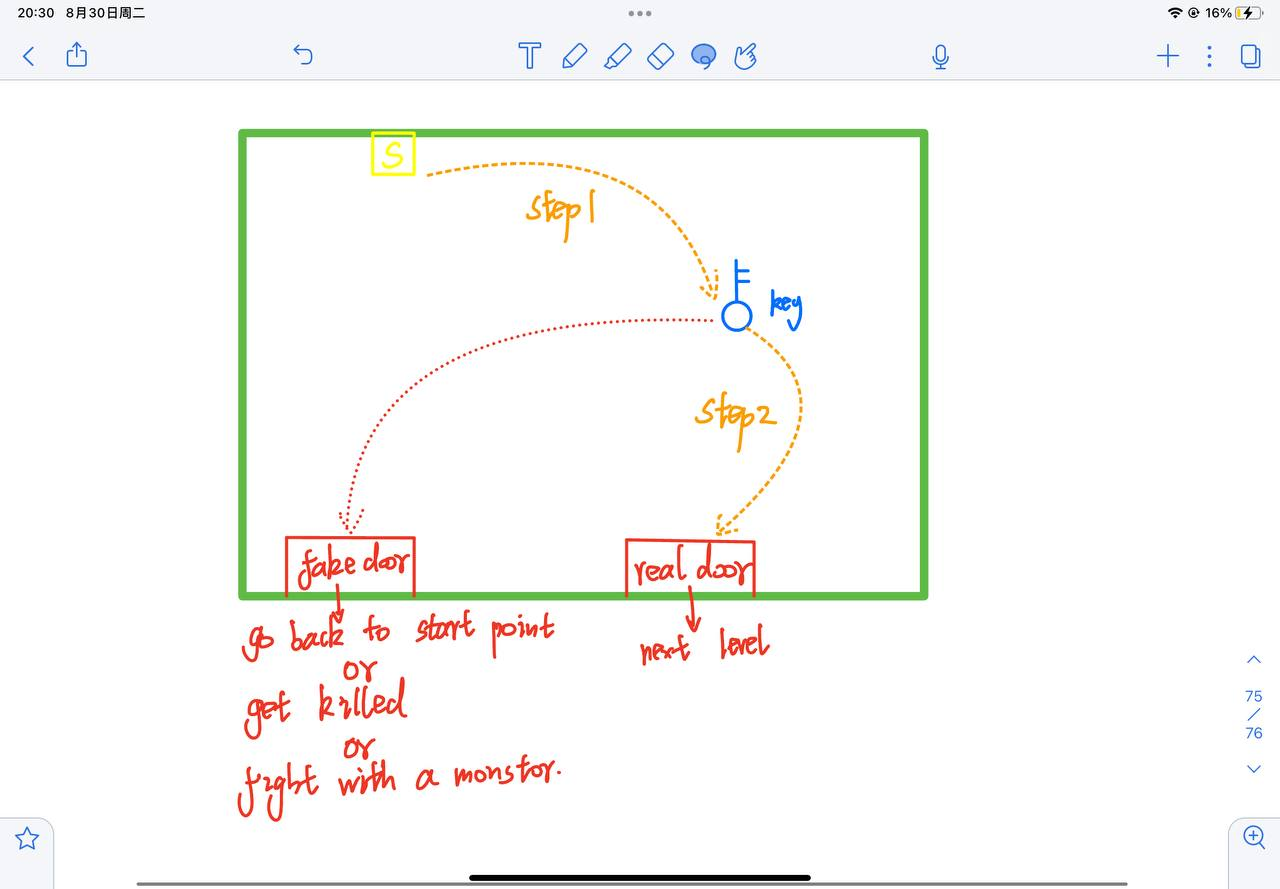 20:30 8月30日周二
16%
T
S
step1
key
step2
fake door
real door
go back to start point
or
get killed
or
fight with a monstor.
next level
75
/
76